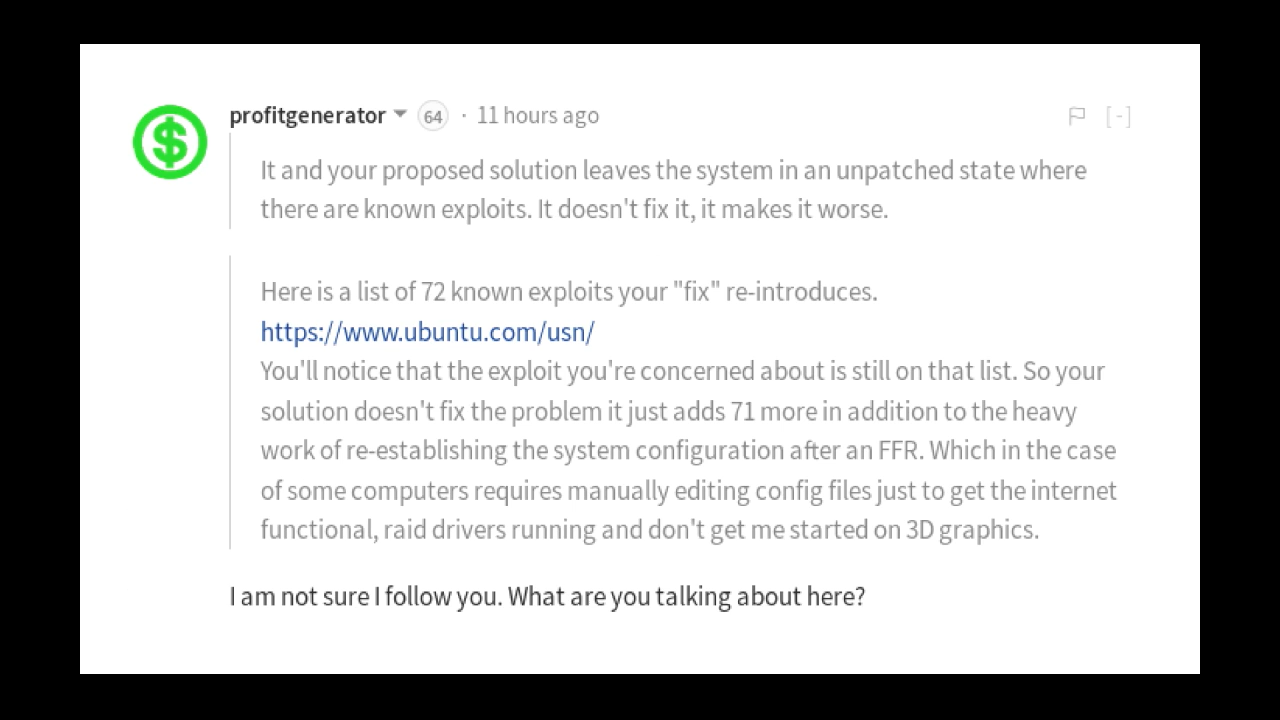 profitgenerator 64 · 11 hours ago [-]
It and your proposed solution leaves the system in an unpatched state where
there are known exploits. It doesn't fix it, it makes it worse.
Here is a list of 72 known exploits your "fix" re-introduces.
https://www.ubuntu.com/usn/
You'll notice that the exploit you're concerned about is still on that list. So your
solution doesn't fix the problem it just adds 71 more in addition to the heavy
work of re-establishing the system configuration after an FFR. Which in the case
of some computers requires manually editing config files just to get the internet
functional, raid drivers running and don't get me started on 3D graphics.
I am not sure I follow you. What are you talking about here?